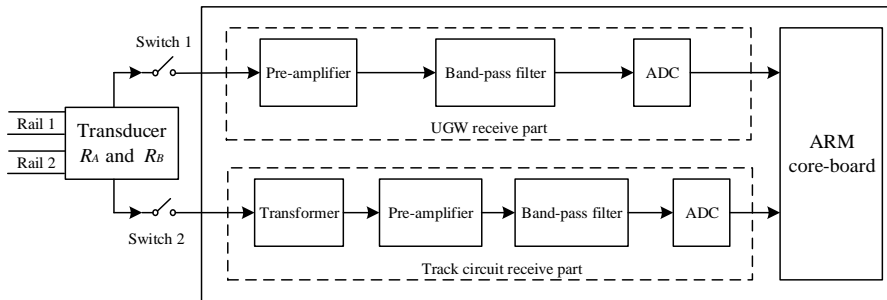 Switch 1
Pre-amplifier
Band-pass filter
ADC
UGW receive part
Rail 1
Rail 2
Transducer
RA and RB
ARM
core-board
Transformer
Pre-amplifier
Band-pass filter
ADC
Switch 2
Track circuit receive part